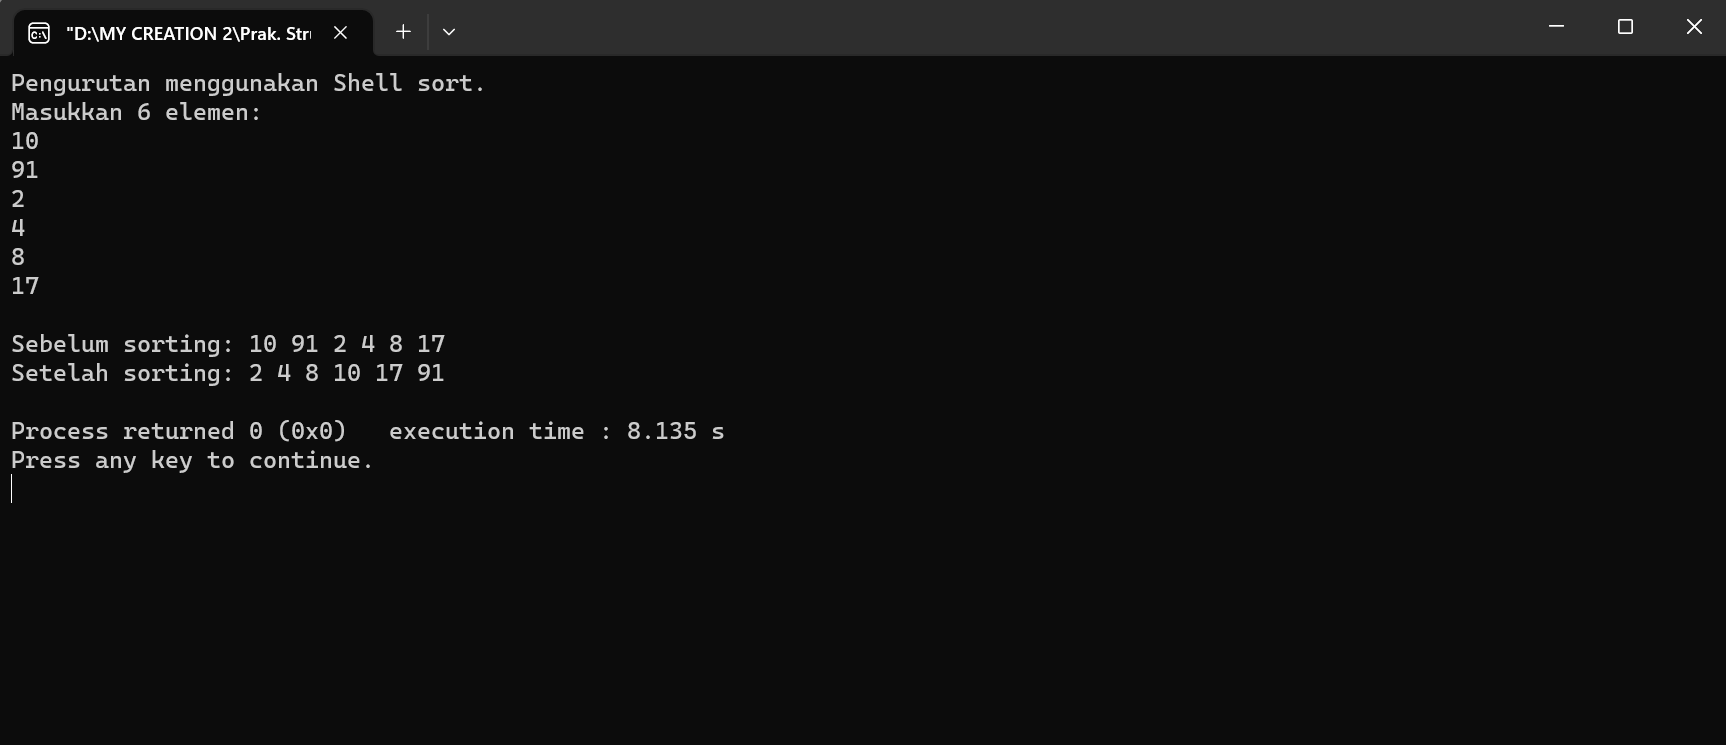 "D:\MY CREATION 2\Prak. Str
Pengurutan menggunakan Shell sort.
Masukkan 6 elemen:
10
91
2
4
8
17
Sebelum sorting: 10 91 2 4 8 17
Setelah sorting: 2 4 8 10 17 91
Process returned 0 (0x0)   execution time : 8.135 s
Press any key to continue.